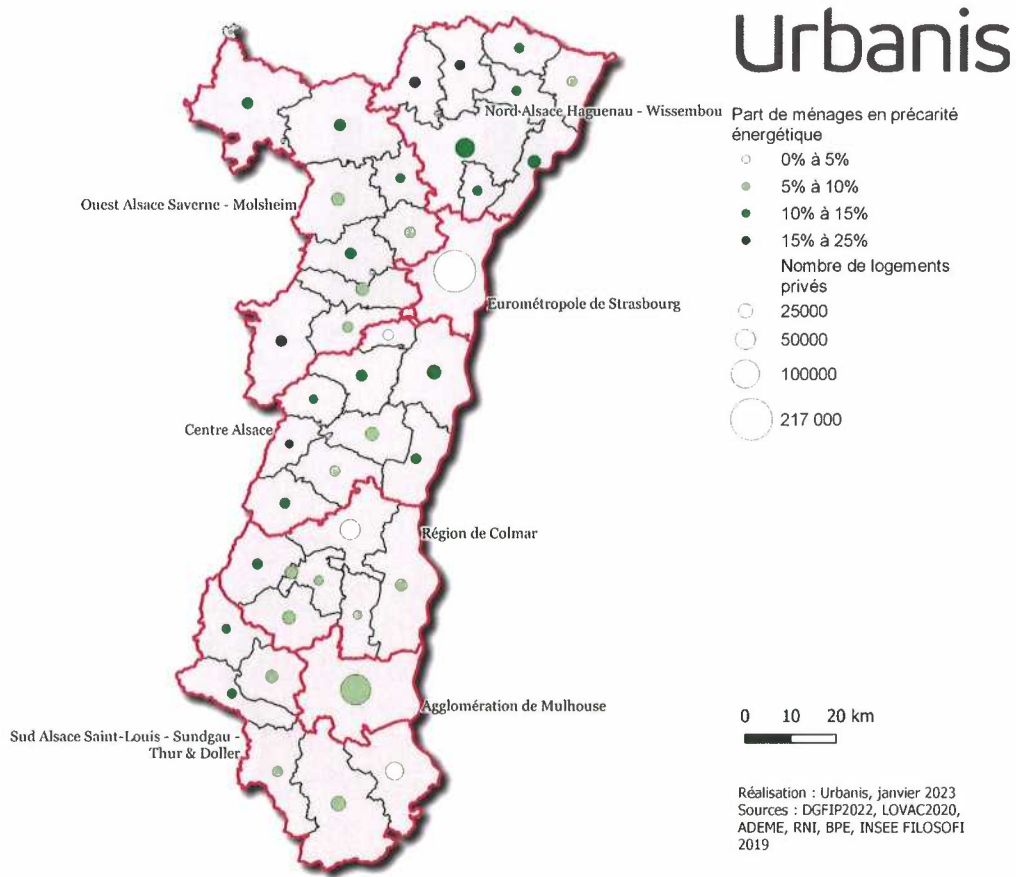 Urbanis
Part de ménages en précarité
énergétique
0% à 5%
5% à 10%
10% à 15%
15% à 25%
Nombre de logements
privés
25000
50000
100000
217 000
Nord Alsace Haguenau - Wissembou
Ouest Alsace Saverne - Molsheim
Eurométropole de Strasbourg
Centre Alsace
Région de Colmar
Agglomération de Mulhouse
Sud Alsace Saint-Louis - Sundgau -
Thur & Doller
0 10 20 km
Réalisation : Urbanis, janvier 2023
Sources : DGFIP2022, LOVAC2020,
ADEME, RNI, BPE, INSEE FILOSOFI
2019